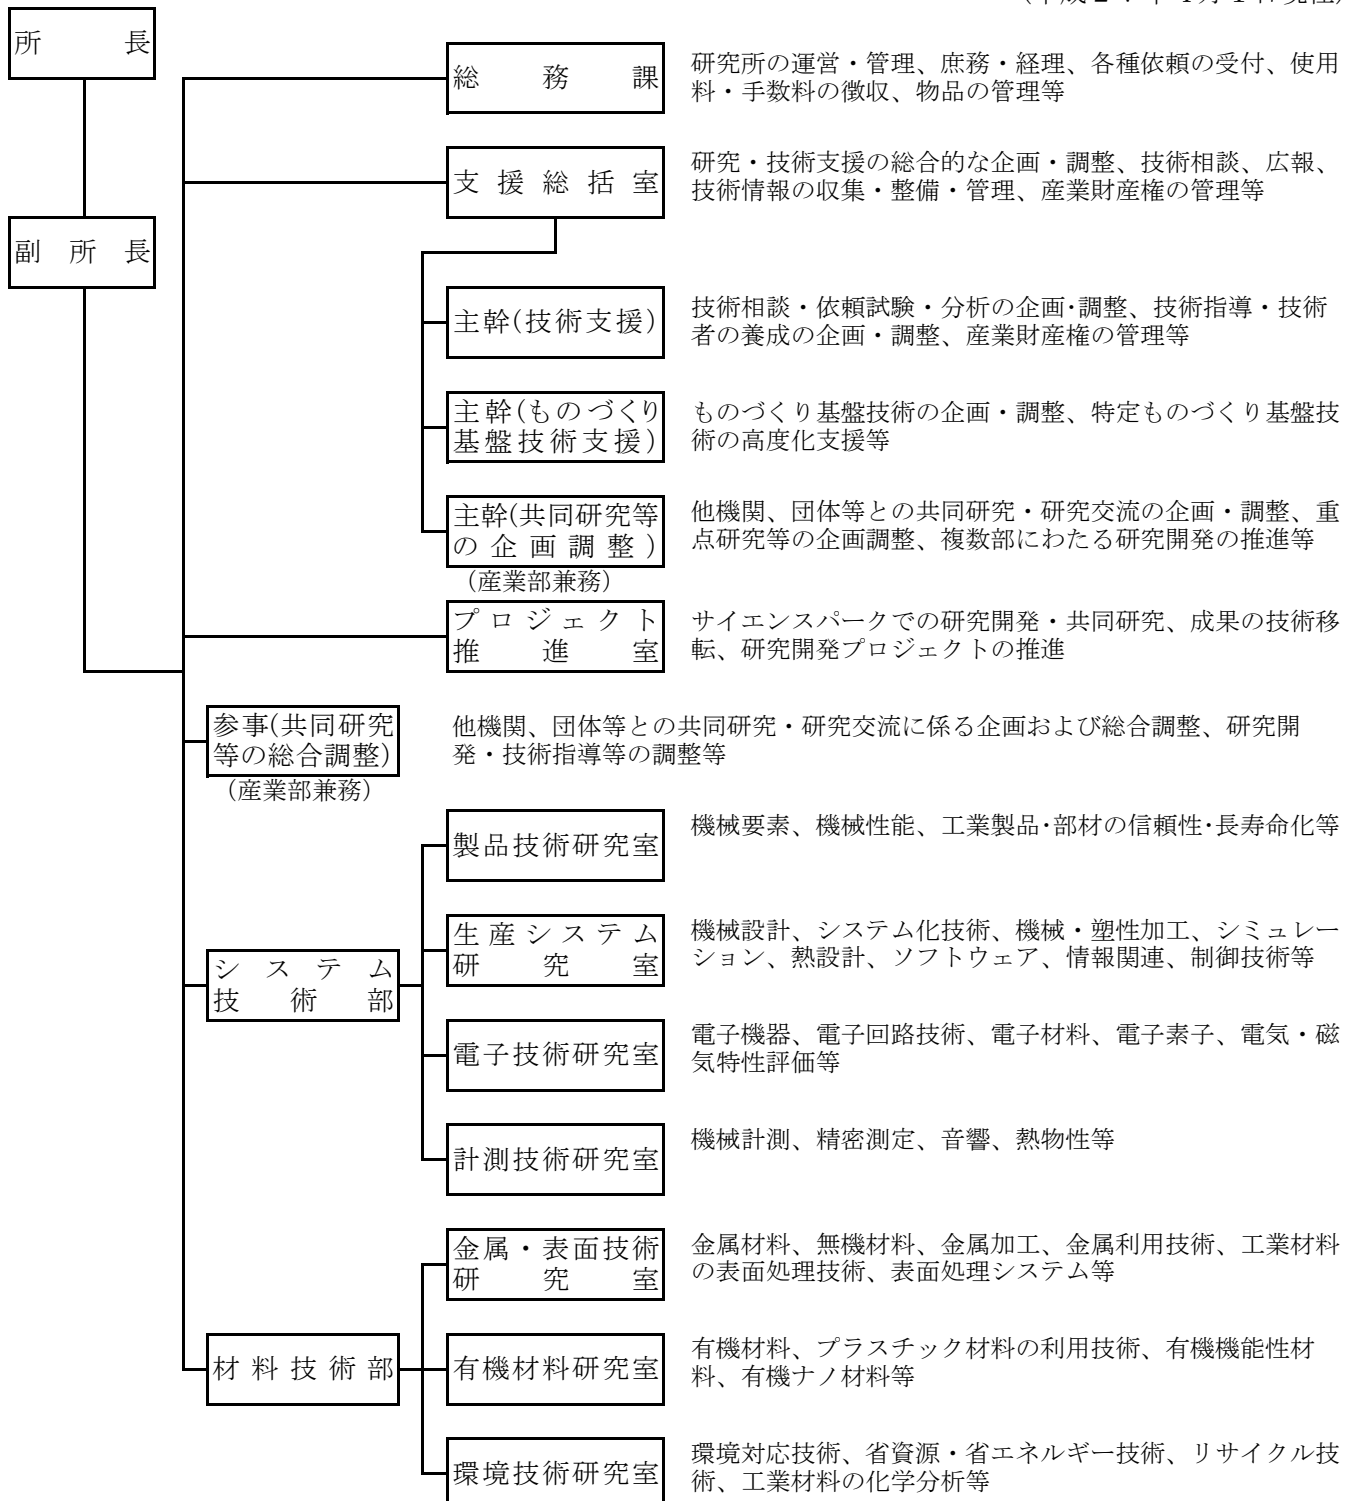 所長
総務課
研究所の運営・管理、庶務・経理、各種依頼の受付、使用
料・手数料の徴収、物品の管理等
支援総括室
研究・技術支援の総合的な企画・調整、技術相談、広報、
技術情報の収集・整備・管理、産業財産権の管理等
副所長
主幹(技術支援)
技術相談・依頼試験・分析の企画・調整、技術指導・技術
者の養成の企画・調整、産業財産権の管理等
主幹(ものづくり
基盤技術支援)
ものづくり基盤技術の企画・調整、特定ものづくり基盤技
術の高度化支援等
主幹(共同研究等
の企画調整)
(産業部兼務)
他機関、団体等との共同研究・研究交流の企画・調整、重
点研究等の企画調整、複数部にわたる研究開発の推進等
プロジェクト
推進室
サイエンスパークでの研究開発・共同研究、成果の技術移
転、研究開発プロジェクトの推進
参事(共同研究
等の総合調整)
(産業部兼務)
他機関、団体等との共同研究・研究交流に係る企画および総合調整、研究開
発・技術指導等の調整等
製品技術研究室
機械要素、機械性能、工業製品・部材の信頼性・長寿命化等
生産システム
研究室
機械設計、システム化技術、機械・塑性加工、シミュレー
ション、熱設計、ソフトウェア、情報関連、制御技術等
システム
技術部
電子技術研究室
電子機器、電子回路技術、電子材料、電子素子、電気・磁
気特性評価等
計測技術研究室
機械計測、精密測定、音響、熱物性等
金属・表面技術
研究室
金属材料、無機材料、金属加工、金属利用技術、工業材料
の表面処理技術、表面処理システム等
材料技術部
有機材料研究室
有機材料、プラスチック材料の利用技術、有機機能性材
料、有機ナノ材料等
環境技術研究室
環境対応技術、省資源・省エネルギー技術、リサイクル技
術、工業材料の化学分析等